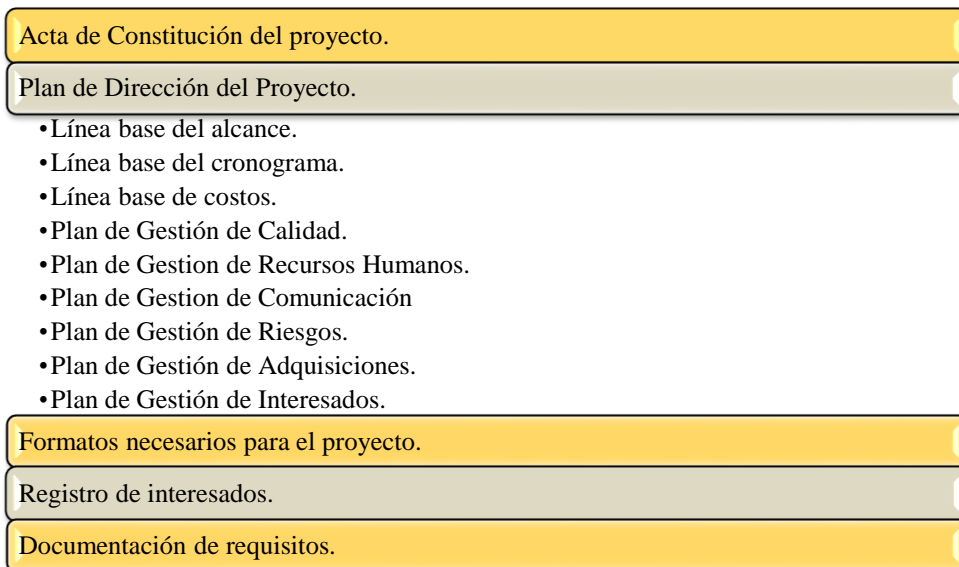 Acta de Constitución del proyecto.
Plan de Dirección del Proyecto.
•Línea base del alcance.
•Línea base del cronograma.
•Línea base de costos.
•Plan de Gestión de Calidad.
•Plan de Gestion de Recursos Humanos.
•Plan de Gestion de Comunicación
•Plan de Gestión de Riesgos.
•Plan de Gestión de Adquisiciones.
•Plan de Gestión de Interesados.
Formatos necesarios para el proyecto.
Registro de interesados.
Documentación de requisitos.